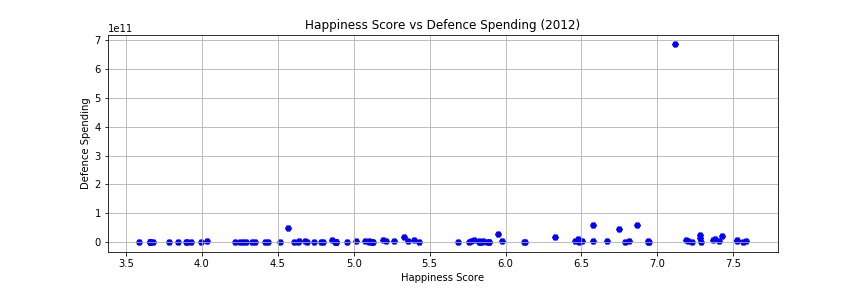 Happiness Score vs Defence Spending (2012)
1e11
7
6
5
4
3
2
1
0
Defence Spending
3.5 4.0 4.5 5.0 5.5 6.0 6.5 7.0 7.5
Happiness Score